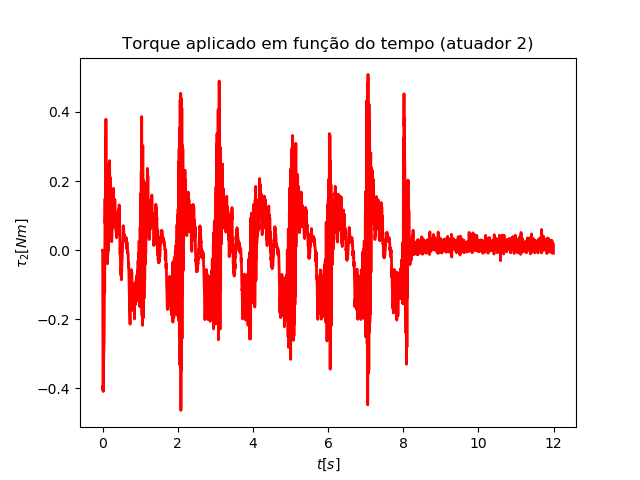 Torque aplicado em função do tempo (atuador 2)
0.4
0.2
0.0
−0.2
−0.4
τ₂[Nm]
0 2 4 6 8 10 12
t[s]